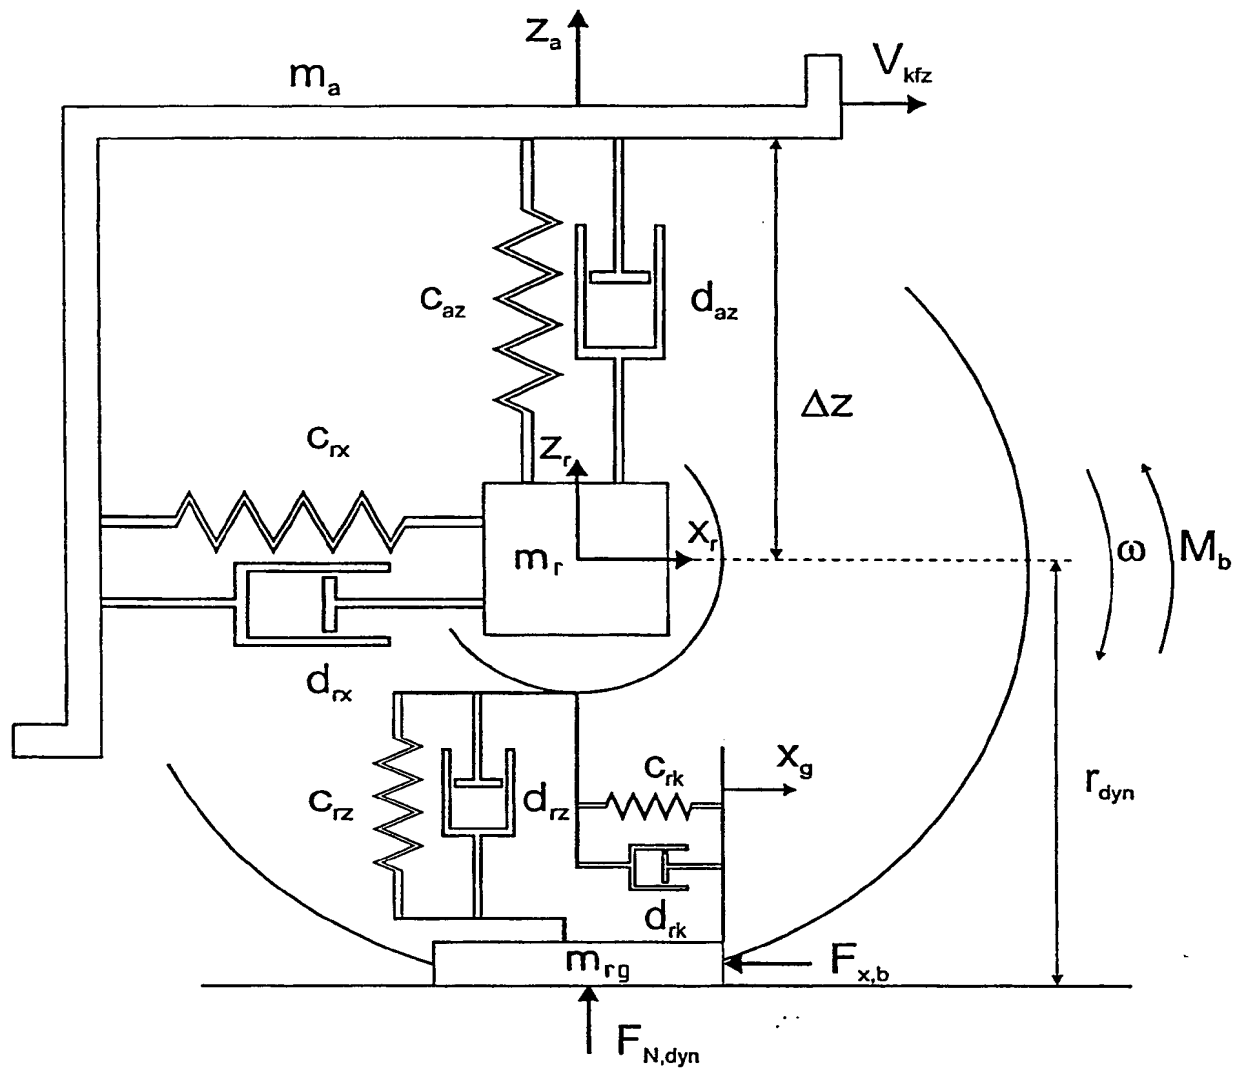 z_a
m_a
V_kfz
c_az
d_az
Δz
c_rx
z_r
x_r
m_r
ω
M_b
d_rx
x_g
c_rk
c_rz
d_rz
r_dyn
d_rk
m_rg
F_x,b
F_N,dyn